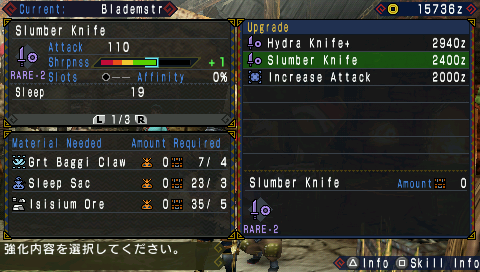 Current: Blademstr
15736z
Slumber Knife
Attack 110
Shrpnss +1
RARE-2 Slots ●-- Affinity 0%
Sleep 19
L 1/3 R
Material Needed Amount Required
Grt Baggi Claw 0 7/ 4
Sleep Sac 0 23/ 3
Isisium Ore 0 35/ 5
強化内容を選択してください。
Upgrade
Hydra Knife+ 2940z
Slumber Knife 2400z
Increase Attack 2000z
Slumber Knife Amount 0
RARE-2
Info Skill Info